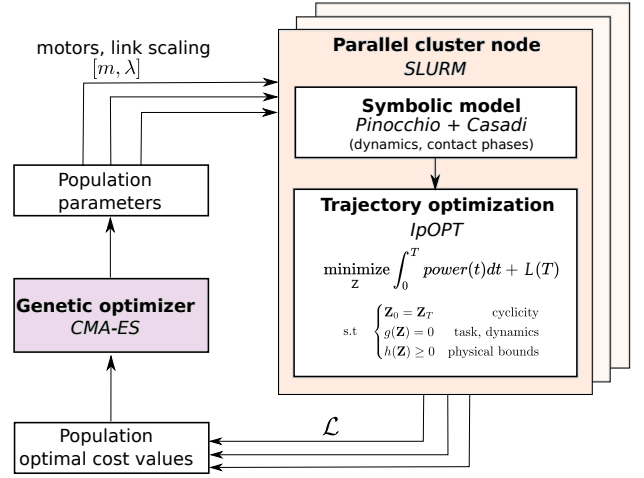 motors, link scaling
[m, λ]
Population
parameters
Genetic optimizer
CMA-ES
Population
optimal cost values
Parallel cluster node
SLURM
Symbolic model
Pinocchio + Casadi
(dynamics, contact phases)
Trajectory optimization
IpOPT
minimize ∫₀ᵀ power(t)dt + L(T)
Z
s.t { Z₀ = Z_T cyclicity
g(Z) = 0 task, dynamics
h(Z) ≥ 0 physical bounds
ℒ